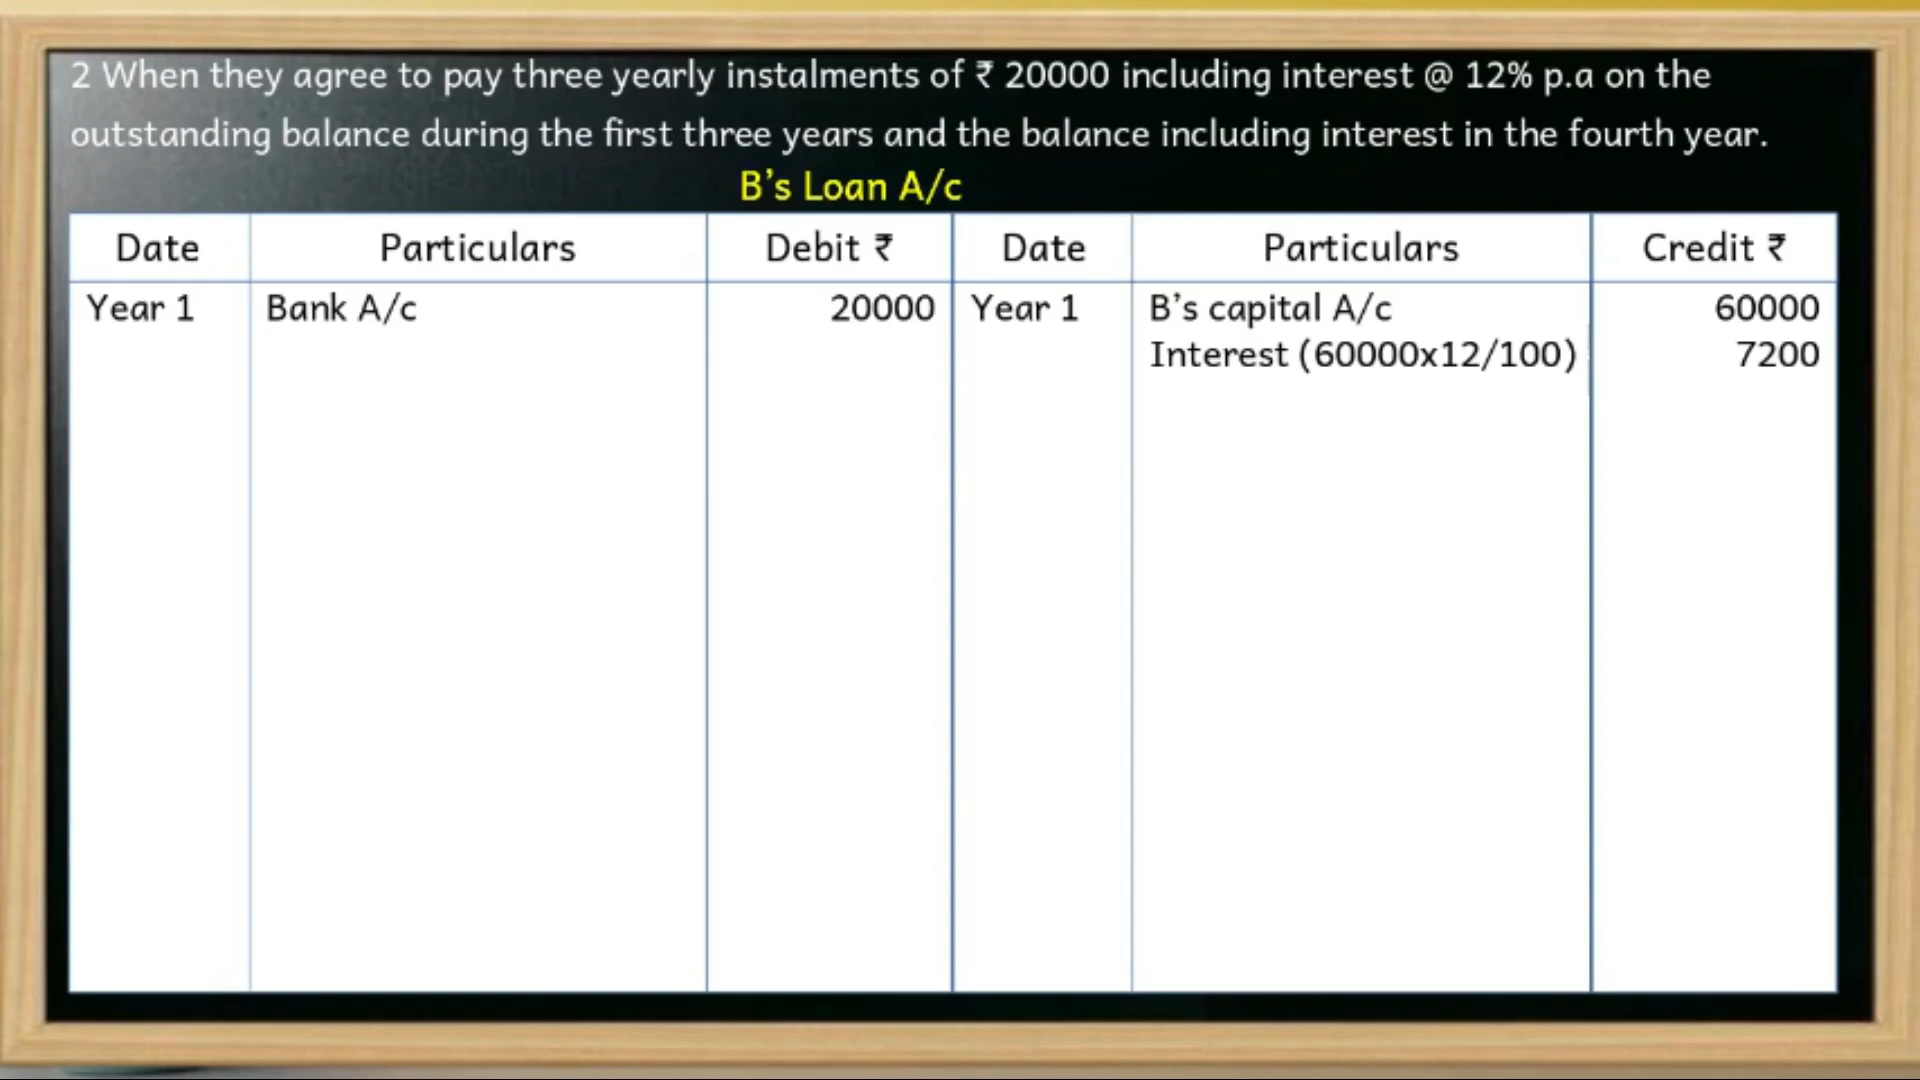 2 When they agree to pay three yearly instalments of ₹ 20000 including interest @ 12% p.a on the
outstanding balance during the first three years and the balance including interest in the fourth year.
B's Loan A/c
Date Particulars Debit ₹ Date Particulars Credit ₹
Year 1 Bank A/c 20000 Year 1 B's capital A/c 60000
Interest (60000x12/100) 7200